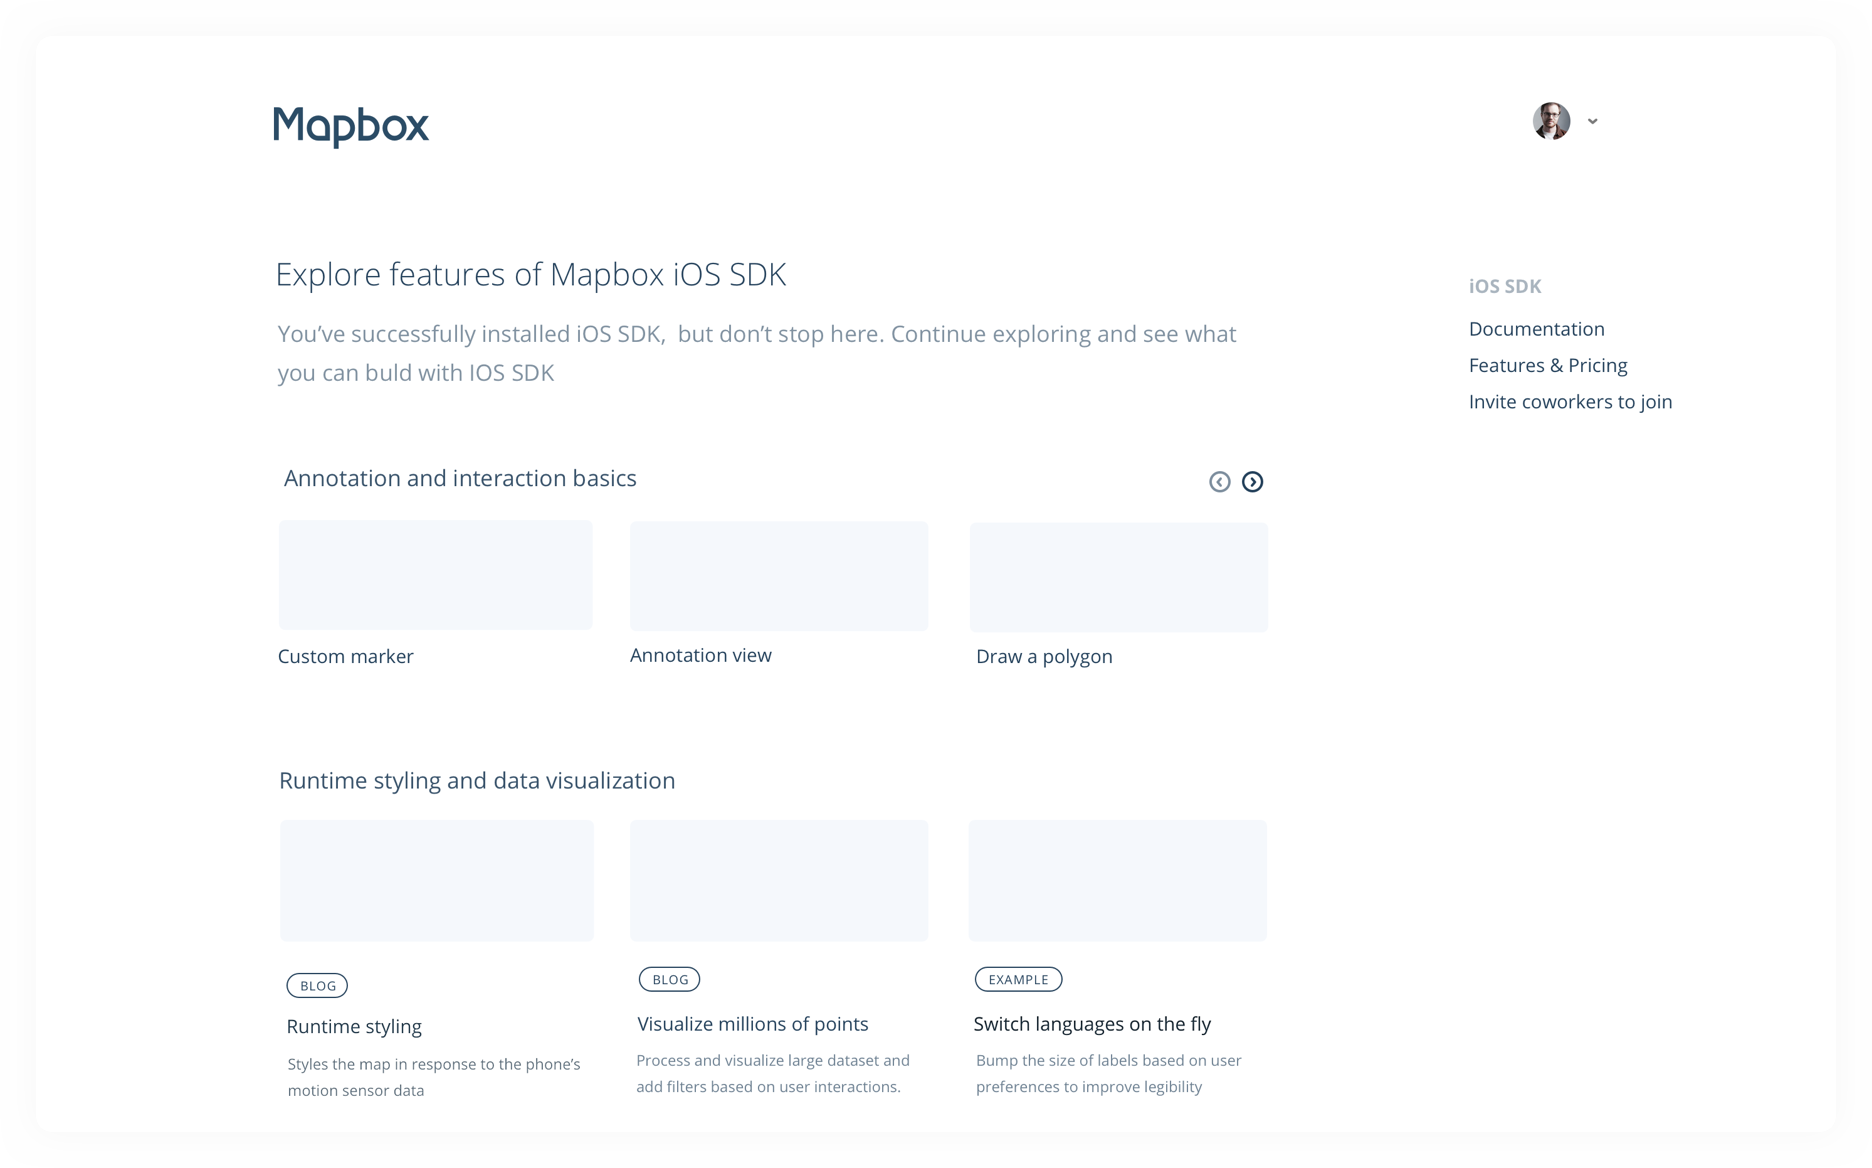 Mapbox
Explore features of Mapbox iOS SDK
You’ve successfully installed iOS SDK,  but don’t stop here. Continue exploring and see what
you can buld with IOS SDK
iOS SDK
Documentation
Features & Pricing
Invite coworkers to join
Annotation and interaction basics
Custom marker
Annotation view
Draw a polygon
Runtime styling and data visualization
BLOG
Runtime styling
Styles the map in response to the phone’s
motion sensor data
BLOG
Visualize millions of points
Process and visualize large dataset and
add filters based on user interactions.
EXAMPLE
Switch languages on the fly
Bump the size of labels based on user
preferences to improve legibility